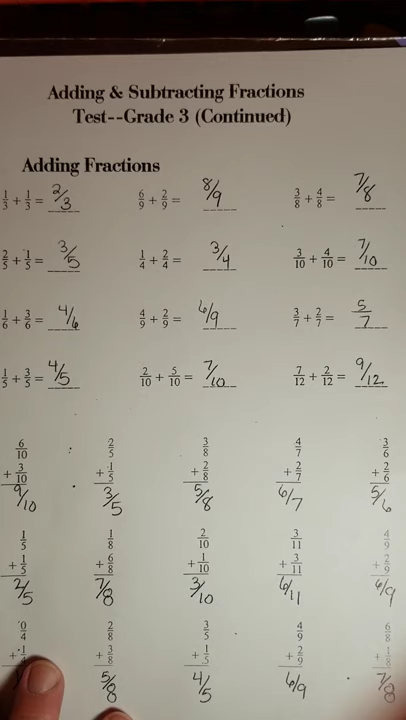 Adding & Subtracting Fractions
Test--Grade 3 (Continued)
Adding Fractions
1/3 + 1/3 = 2/3 6/9 + 2/9 = 8/9 3/8 + 4/8 = 7/8
2/5 + 1/5 = 3/5 1/4 + 2/4 = 3/4 3/10 + 4/10 = 7/10
1/6 + 3/6 = 4/6 4/9 + 2/9 = 6/9 3/7 + 2/7 = 5/7
1/5 + 3/5 = 4/5 2/10 + 5/10 = 7/10 7/12 + 2/12 = 9/12
6/10 2/5 3/8 4/7 3/6
+ 3/10 + 1/5 + 2/8 + 2/7 + 2/6
9/10 3/5 5/8 6/7 5/6
1/5 1/8 2/10 3/11 4/9
+ 1/5 + 6/8 + 1/10 + 3/11 + 2/9
2/5 7/8 3/10 6/11 6/9
0/4 2/8 3/5 4/9 6/8
+ + 3/8 + 1/5 + 2/9 + 1/8
5/8 4/5 6/9 7/8